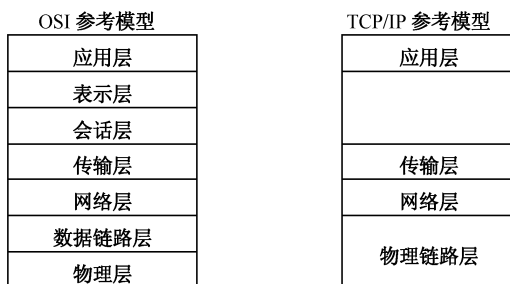 OSI 参考模型
应用层
表示层
会话层
传输层
网络层
数据链路层
物理层
TCP/IP 参考模型
应用层
传输层
网络层
物理链路层